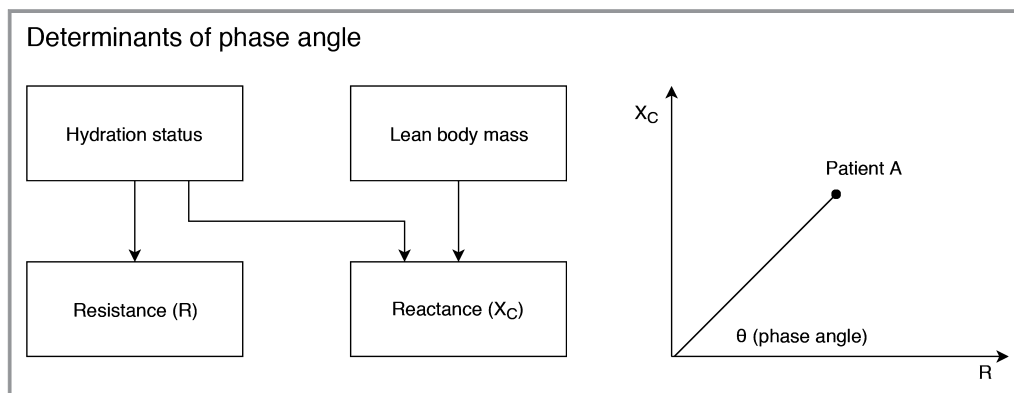 Determinants of phase angle
Hydration status
Lean body mass
Resistance (R)
Reactance (X_C)
X_C
Patient A
θ (phase angle)
R